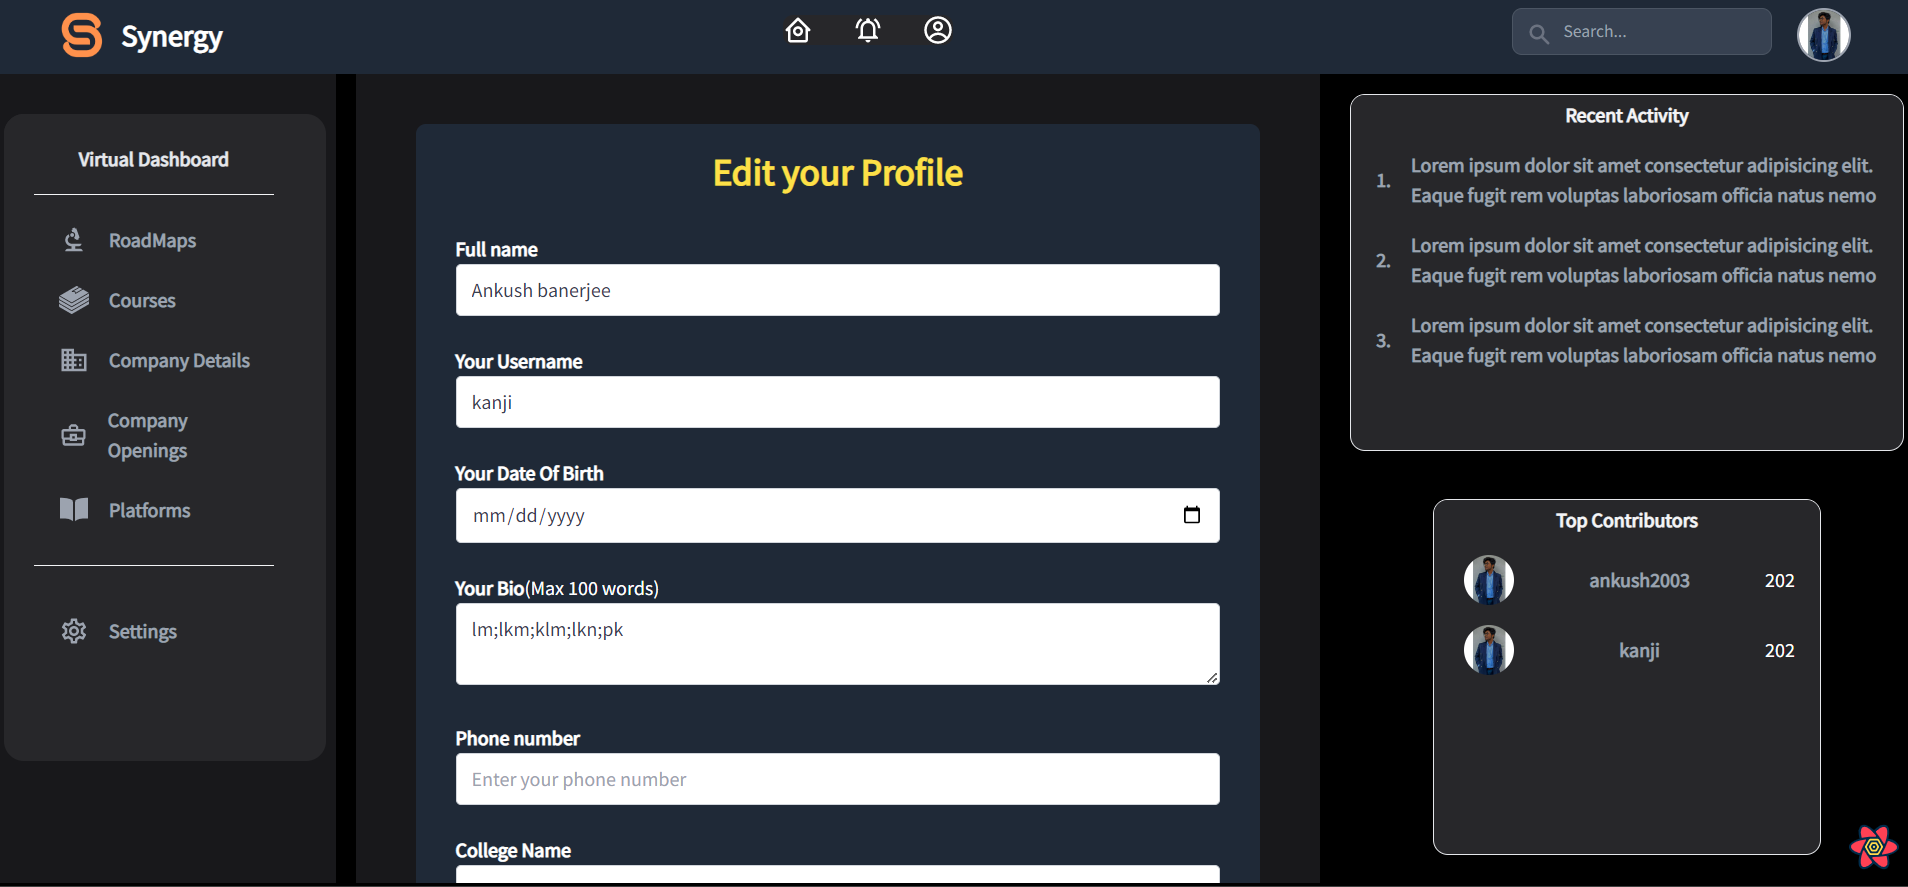 Synergy
Search...
Virtual Dashboard
RoadMaps
Courses
Company Details
Company
Openings
Platforms
Settings
Edit your Profile
Full name
Ankush banerjee
Your Username
kanji
Your Date Of Birth
mm/dd/yyyy
Your Bio(Max 100 words)
lm;lkm;klm;lkn;pk
Phone number
Enter your phone number
College Name
Recent Activity
1. Lorem ipsum dolor sit amet consectetur adipisicing elit.
Eaque fugit rem voluptas laboriosam officia natus nemo
2. Lorem ipsum dolor sit amet consectetur adipisicing elit.
Eaque fugit rem voluptas laboriosam officia natus nemo
3. Lorem ipsum dolor sit amet consectetur adipisicing elit.
Eaque fugit rem voluptas laboriosam officia natus nemo
Top Contributors
ankush2003 202
kanji 202